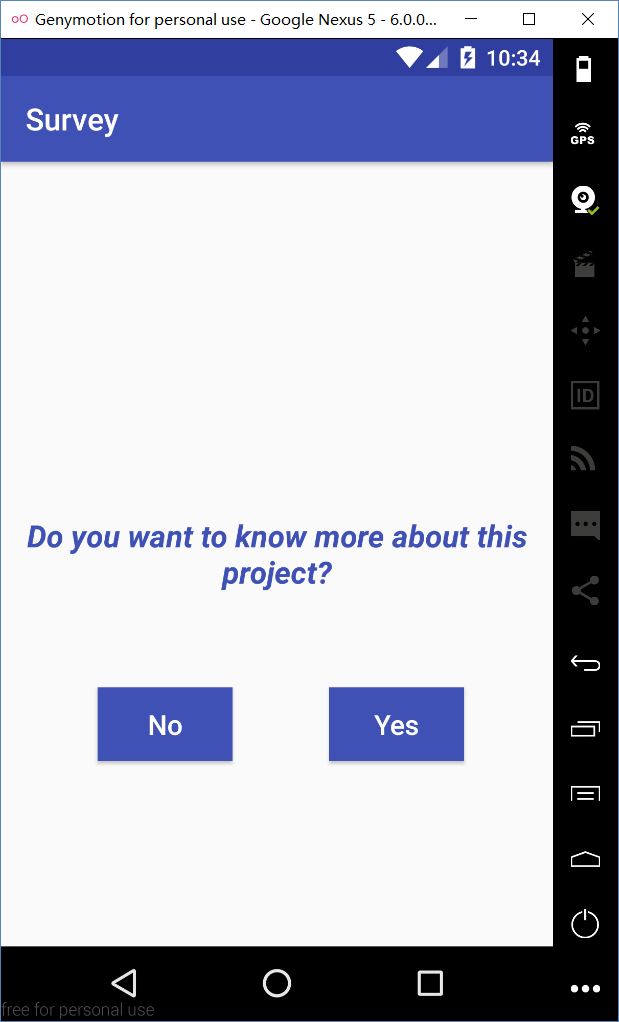 Genymotion for personal use - Google Nexus 5 - 6.0.0...
10:34
Survey
GPS
ID
Do you want to know more about this
project?
No
Yes
free for personal use